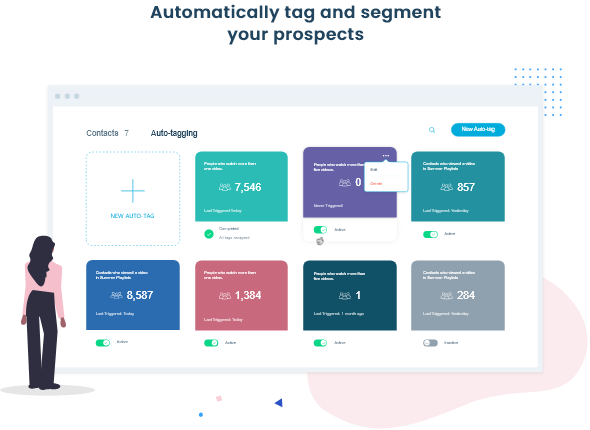 Automatically tag and segment
your prospects
Contacts 7
Auto-tagging
New Auto-tag
NEW AUTO-TAG
People who watch more than
one video.
7,546
Last Triggered: Today
Completed
All tags assigned
People who watch more than
five videos.
0
Never Triggered
Edit
Delete
Active
Contacts who viewed a video
in Summer Playlists
857
Last Triggered: Yesterday
Active
Contacts who viewed a video
in Summer Playlists
8,587
Last Triggered: Today
Active
People who watch more than
one video.
1,384
Last Triggered: Today
Active
People who watch more than
five videos.
1
Last Triggered: 1 month ago
Active
Contacts who viewed a video
in Summer Playlists
284
Last Triggered: Yesterday
Inactive